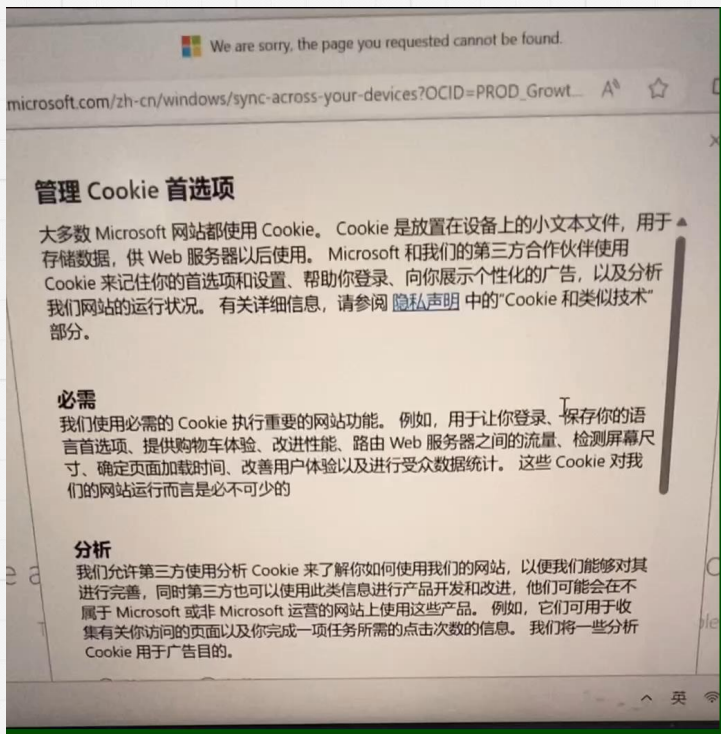 We are sorry, the page you requested cannot be found.
microsoft.com/zh-cn/windows/sync-across-your-devices?OCID=PROD_Growt...
管理 Cookie 首选项
大多数 Microsoft 网站都使用 Cookie。 Cookie 是放置在设备上的小文本文件，用于
存储数据，供 Web 服务器以后使用。 Microsoft 和我们的第三方合作伙伴使用
Cookie 来记住你的首选项和设置、帮助你登录、向你展示个性化的广告，以及分析
我们网站的运行状况。 有关详细信息，请参阅 隐私声明 中的“Cookie 和类似技术”
部分。
必需
我们使用必需的 Cookie 执行重要的网站功能。 例如，用于让你登录、保存你的语
言首选项、提供购物车体验、改进性能、路由 Web 服务器之间的流量、检测屏幕尺
寸、确定页面加载时间、改善用户体验以及进行受众数据统计。 这些 Cookie 对我
们的网站运行而言是必不可少的
分析
我们允许第三方使用分析 Cookie 来了解你如何使用我们的网站，以便我们能够对其
进行完善，同时第三方也可以使用此类信息进行产品开发和改进，他们可能会在不
属于 Microsoft 或非 Microsoft 运营的网站上使用这些产品。 例如，它们可用于收
集有关你访问的页面以及你完成一项任务所需的点击次数的信息。 我们将一些分析
Cookie 用于广告目的。
英